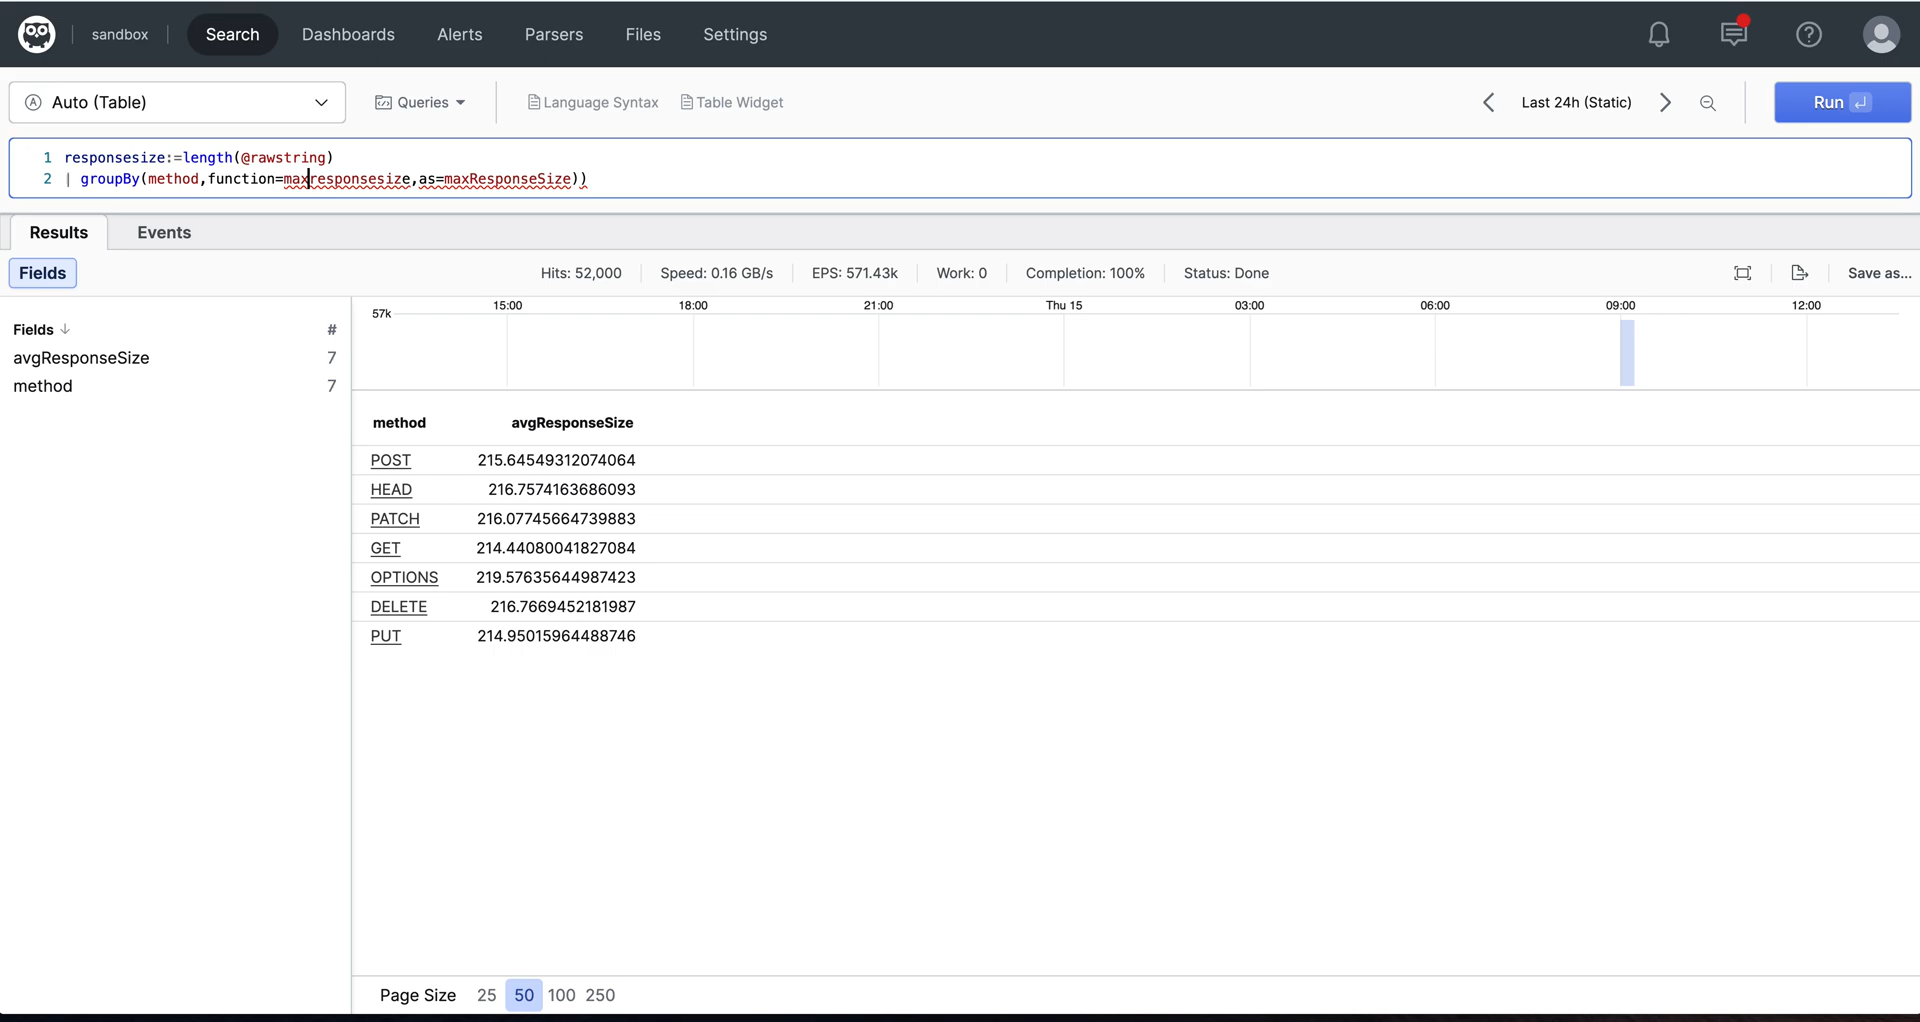 sandbox Search Dashboards Alerts Parsers Files Settings
Auto (Table) Queries Language Syntax Table Widget Last 24h (Static) Run
1 responsesize:=length(@rawstring)
2 | groupBy(method,function=maxresponsesize,as=maxResponseSize))
Results Events
Fields Hits: 52,000 Speed: 0.16 GB/s EPS: 571.43k Work: 0 Completion: 100% Status: Done Save as...
15:00 18:00 21:00 Thu 15 03:00 06:00 09:00 12:00
57k
Fields #
avgResponseSize 7
method 7
method avgResponseSize
POST 215.64549312074064
HEAD 216.7574163686093
PATCH 216.07745664739883
GET 214.44080041827084
OPTIONS 219.57635644987423
DELETE 216.7669452181987
PUT 214.95015964488746
Page Size 25 50 100 250